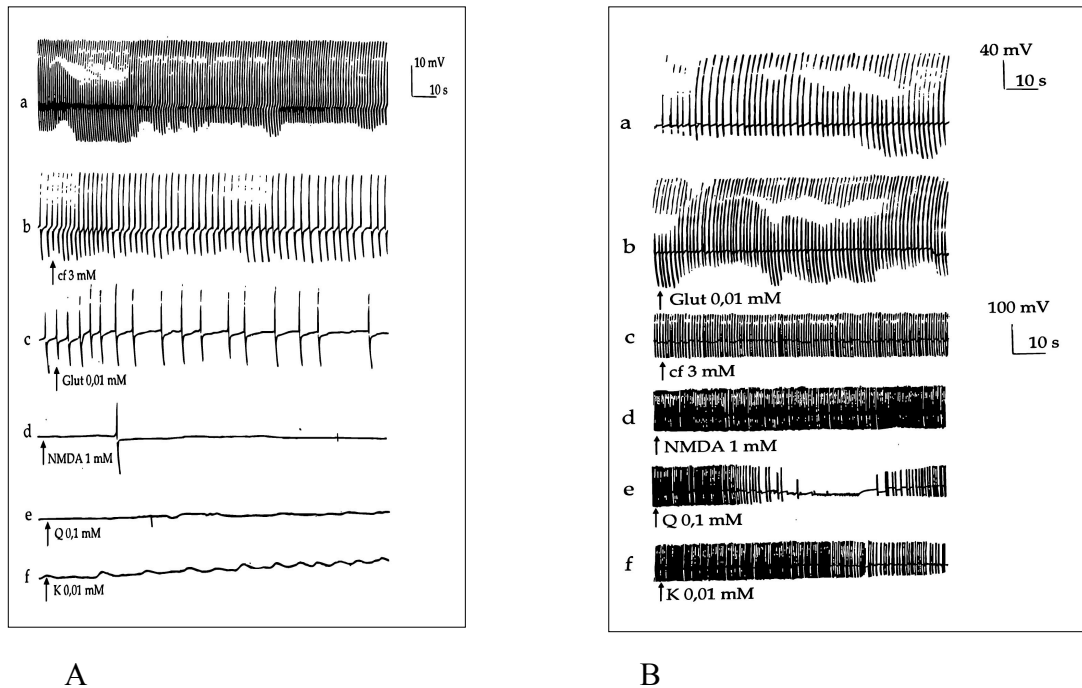 a
10 mV
10 s
b
cf 3 mM
c
Glut 0,01 mM
d
NMDA 1 mM
e
Q 0,1 mM
f
K 0,01 mM
A
40 mV
10 s
a
b
Glut 0,01 mM
100 mV
10 s
c
cf 3 mM
d
NMDA 1 mM
e
Q 0,1 mM
f
K 0,01 mM
B